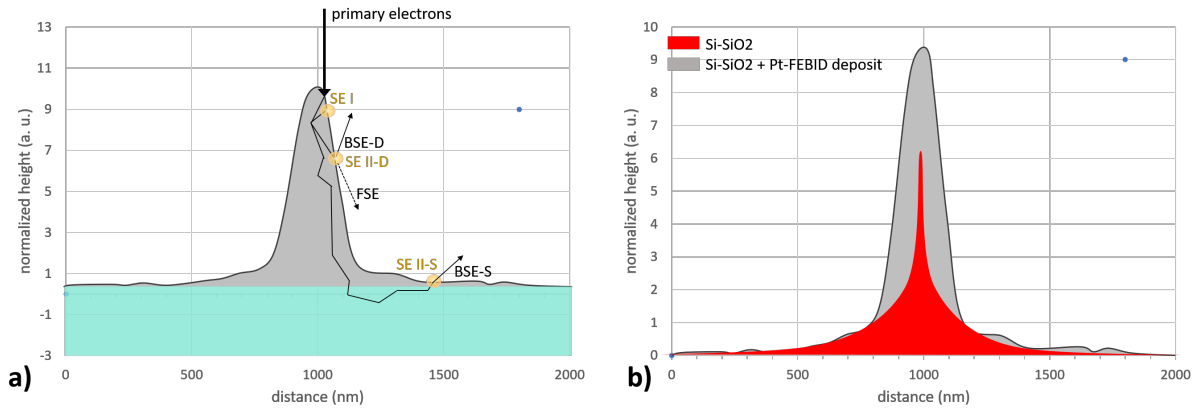 primary electrons
13
11
9
7
5
3
1
-1
-3
normalized height (a. u.)
SE I
BSE-D
SE II-D
FSE
SE II-S
BSE-S
0
500
1000
1500
2000
distance (nm)
a)
10
9
8
7
6
5
4
3
2
1
0
normalized height (a. u.)
Si-SiO2
Si-SiO2 + Pt-FEBID deposit
0
500
1000
1500
2000
distance (nm)
b)